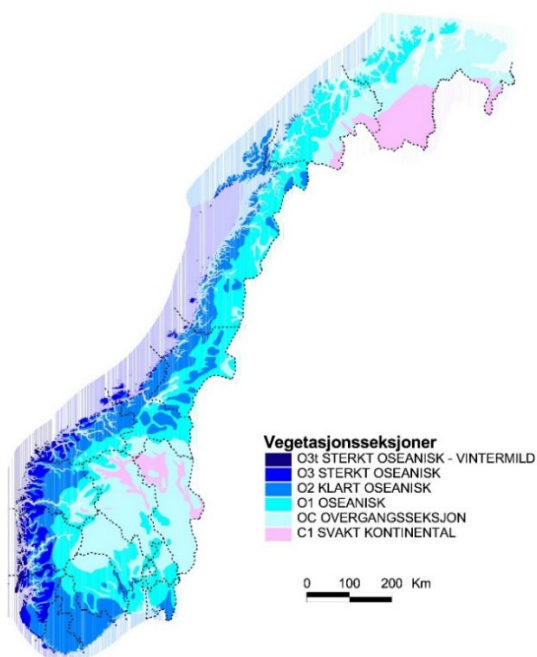 Vegetasjonsseksjoner
O3t STERKT OSEANISK - VINTERMILD
O3 STERKT OSEANISK
O2 KLART OSEANISK
O1 OSEANISK
OC OVERGANGSSEKSJON
C1 SVAKT KONTINENTAL
0 100 200 Km